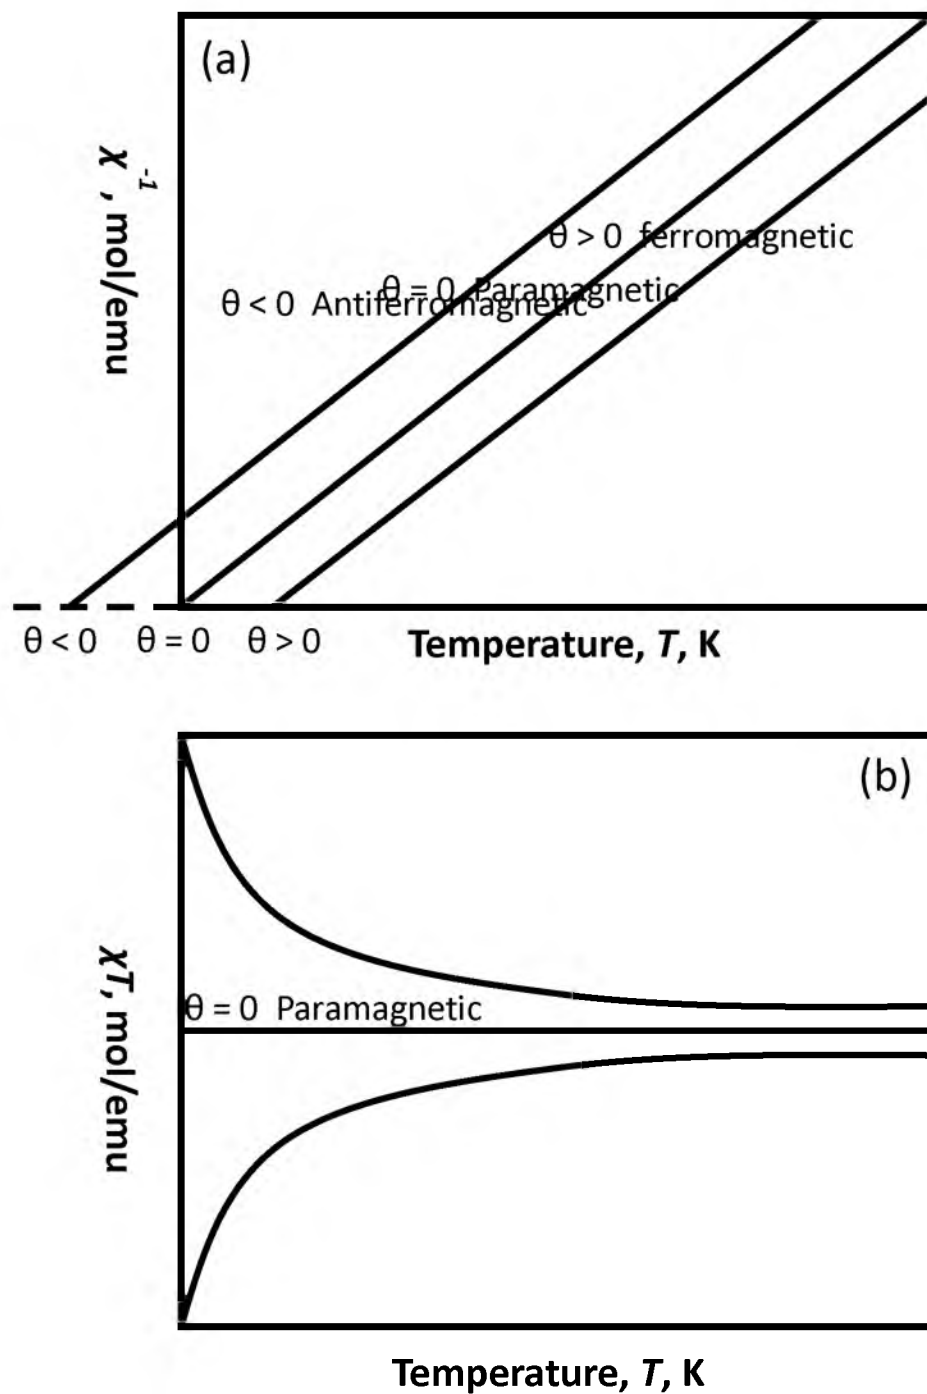 (a)
χ⁻¹, mol/emu
θ > 0 ferromagnetic
θ = 0 Paramagnetic
θ < 0 Antiferromagnetic
θ < 0 θ = 0 θ > 0
Temperature, T, K
(b)
χT, mol/emu
θ = 0 Paramagnetic
Temperature, T, K